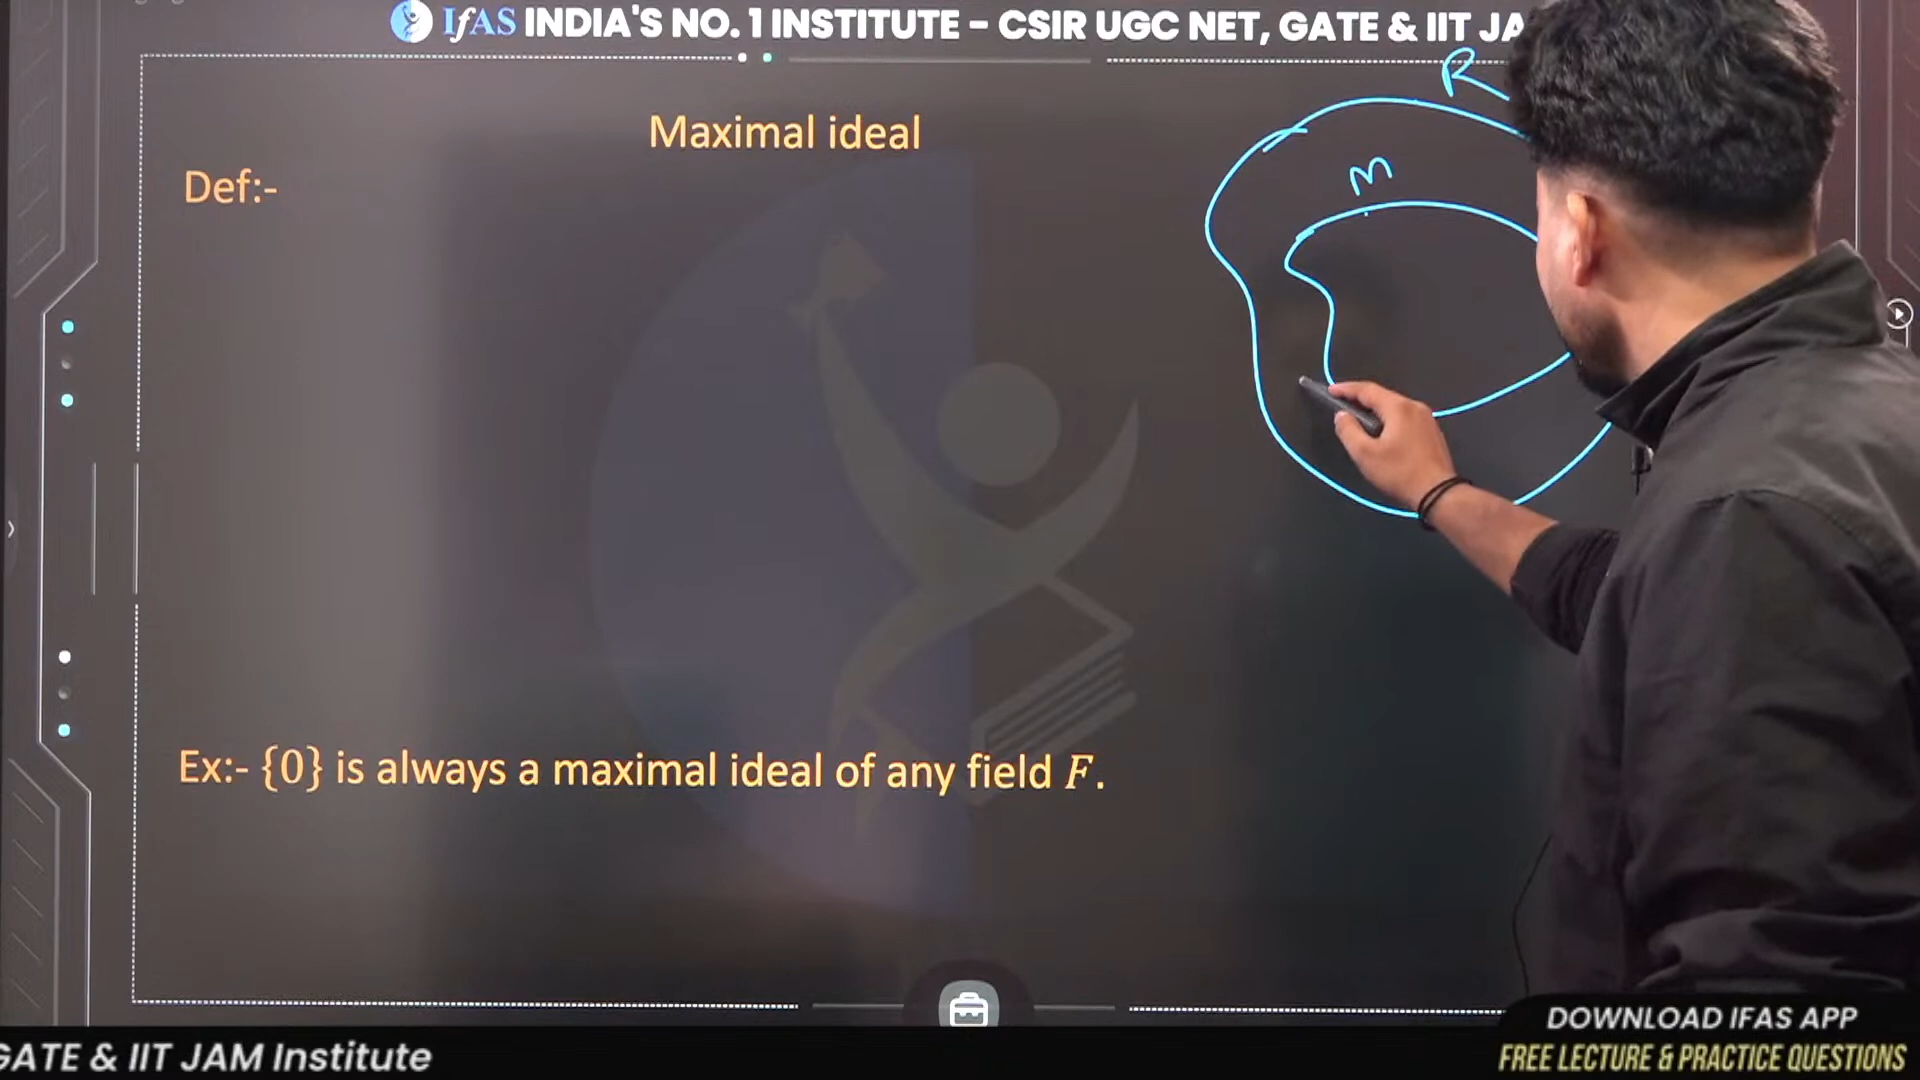 IfAS INDIA'S NO. 1 INSTITUTE - CSIR UGC NET, GATE & IIT JA
R
Maximal ideal
M
Def:-
Ex:- {0} is always a maximal ideal of any field F.
DOWNLOAD IFAS APP
GATE & IIT JAM Institute
FREE LECTURE & PRACTICE QUESTIONS